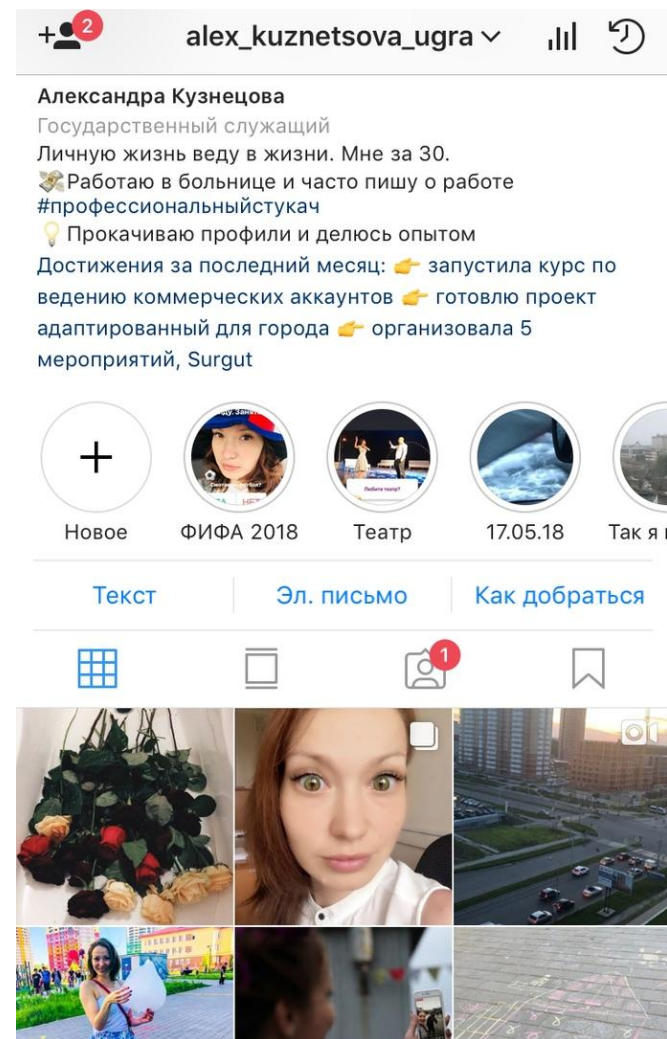 2
alex_kuznetsova_ugra
Александра Кузнецова
Государственный служащий
Личную жизнь веду в жизни. Мне за 30.
💸Работаю в больнице и часто пишу о работе
#профессиональныйстукач
💡 Прокачиваю профили и делюсь опытом
Достижения за последний месяц: 👉 запустила курс по
ведению коммерческих аккаунтов 👉 готовлю проект
адаптированный для города 👉 организовала 5
мероприятий, Surgut
Любите театр?
Новое
ФИФА 2018
Театр
17.05.18
Так я
Текст
Эл. письмо
Как добраться
1